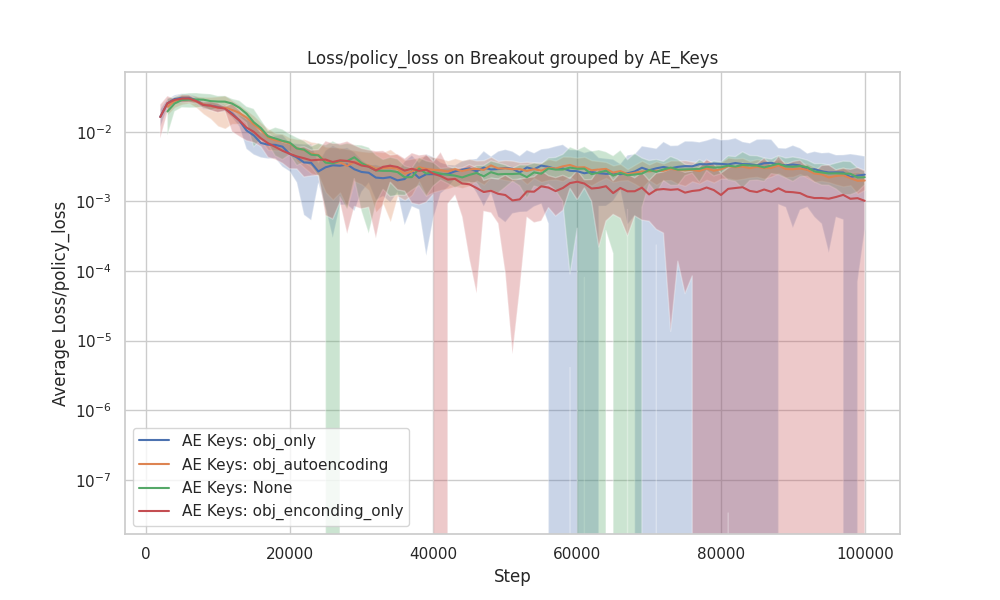 Loss/policy_loss on Breakout grouped by AE_Keys
Average Loss/policy_loss
10⁻²
10⁻³
10⁻⁴
10⁻⁵
10⁻⁶
10⁻⁷
AE Keys: obj_only
AE Keys: obj_autoencoding
AE Keys: None
AE Keys: obj_enconding_only
0 20000 40000 60000 80000 100000
Step